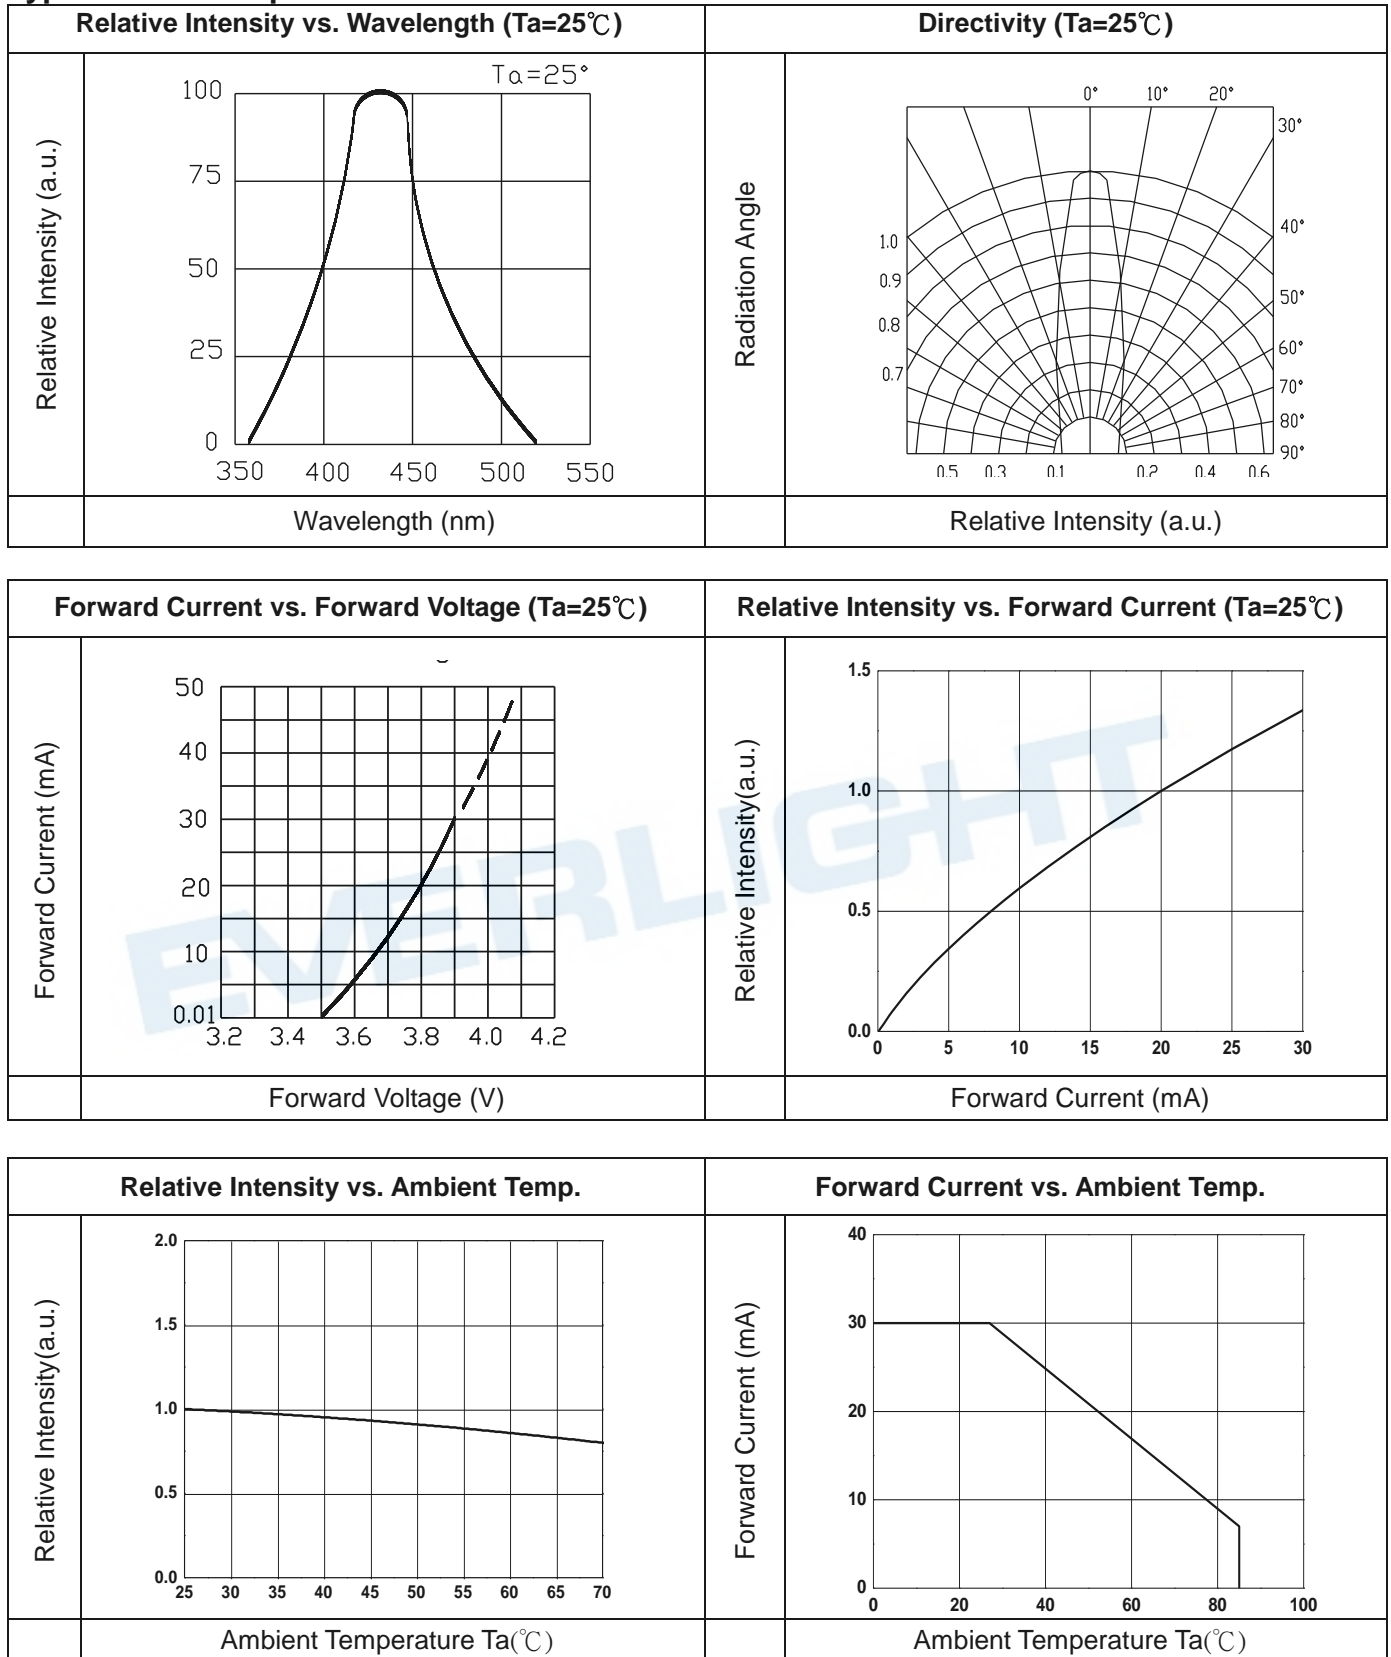 Relative Intensity vs. Wavelength (Ta=25℃)
Directivity (Ta=25℃)
Relative Intensity (a.u.)
Ta=25°
100
75
50
25
0
350 400 450 500 550
Wavelength (nm)
Radiation Angle
0° 10° 20°
30°
40°
50°
60°
70°
80°
90°
1.0
0.9
0.8
0.7
0.5 0.3 0.1 0.2 0.4 0.6
Relative Intensity (a.u.)
Forward Current vs. Forward Voltage (Ta=25℃)
Relative Intensity vs. Forward Current (Ta=25℃)
Forward Current (mA)
50
40
30
20
10
0.01
3.2 3.4 3.6 3.8 4.0 4.2
Forward Voltage (V)
Relative Intensity(a.u.)
1.5
1.0
0.5
0.0
0 5 10 15 20 25 30
Forward Current (mA)
EVERLIGHT
Relative Intensity vs. Ambient Temp.
Forward Current vs. Ambient Temp.
Relative Intensity(a.u.)
2.0
1.5
1.0
0.5
0.0
25 30 35 40 45 50 55 60 65 70
Ambient Temperature Ta(℃)
Forward Current (mA)
40
30
20
10
0
0 20 40 60 80 100
Ambient Temperature Ta(℃)